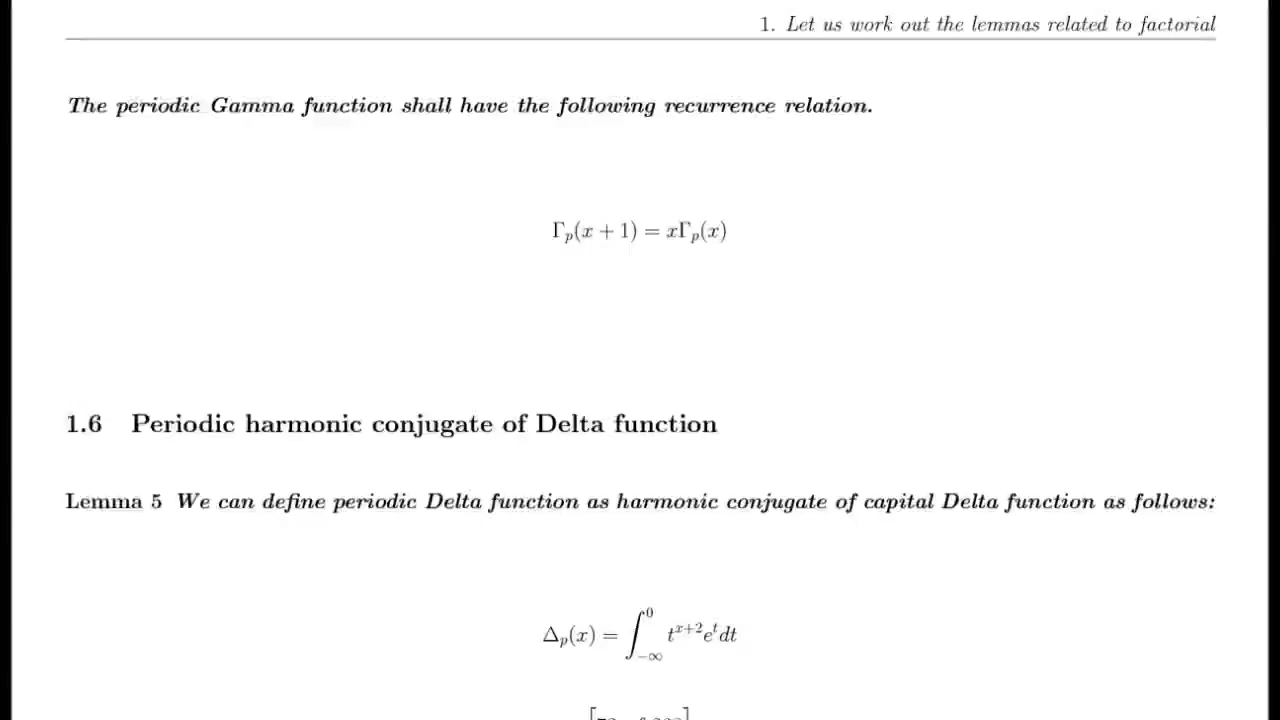 1. Let us work out the lemmas related to factorial
The periodic Gamma function shall have the following recurrence relation.
Γ_p(x + 1) = xΓ_p(x)
1.6 Periodic harmonic conjugate of Delta function
Lemma 5 We can define periodic Delta function as harmonic conjugate of capital Delta function as follows:
Δ_p(x) = ∫_{-∞}^{0} t^{x+2} e^t dt